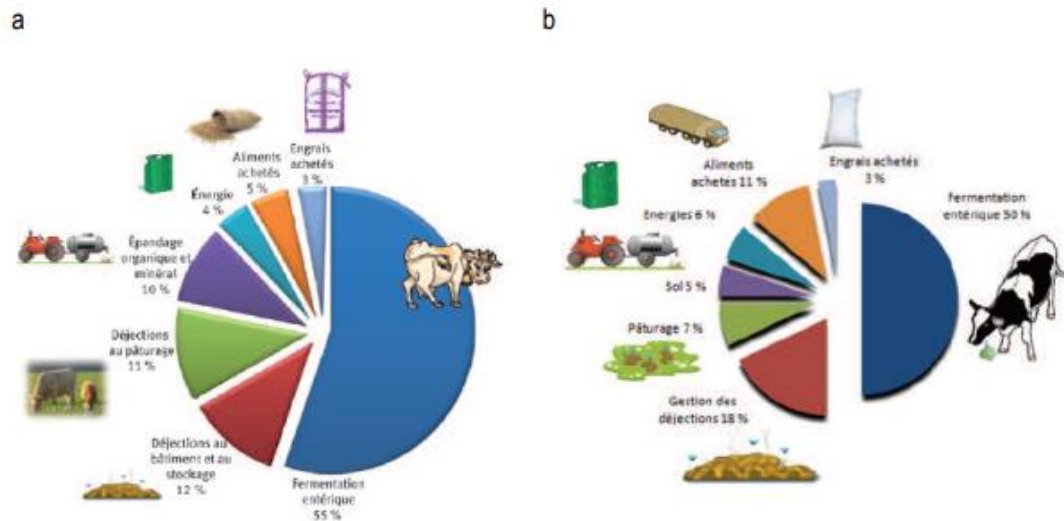 a
b
Engrais
achetés
3 %
Aliments
achetés
5 %
Énergie
4 %
Épandage
organique et
minéral
10 %
Déjections
au pâturage
11 %
Déjections au
bâtiment et au
stockage
12 %
Fermentation
entérique
55 %
Engrais achetés
3 %
Aliments
achetés 11 %
Energies 6 %
Sol 5 %
Pâturage 7 %
Gestion des
déjections 18 %
Fermentation
entérique 50 %